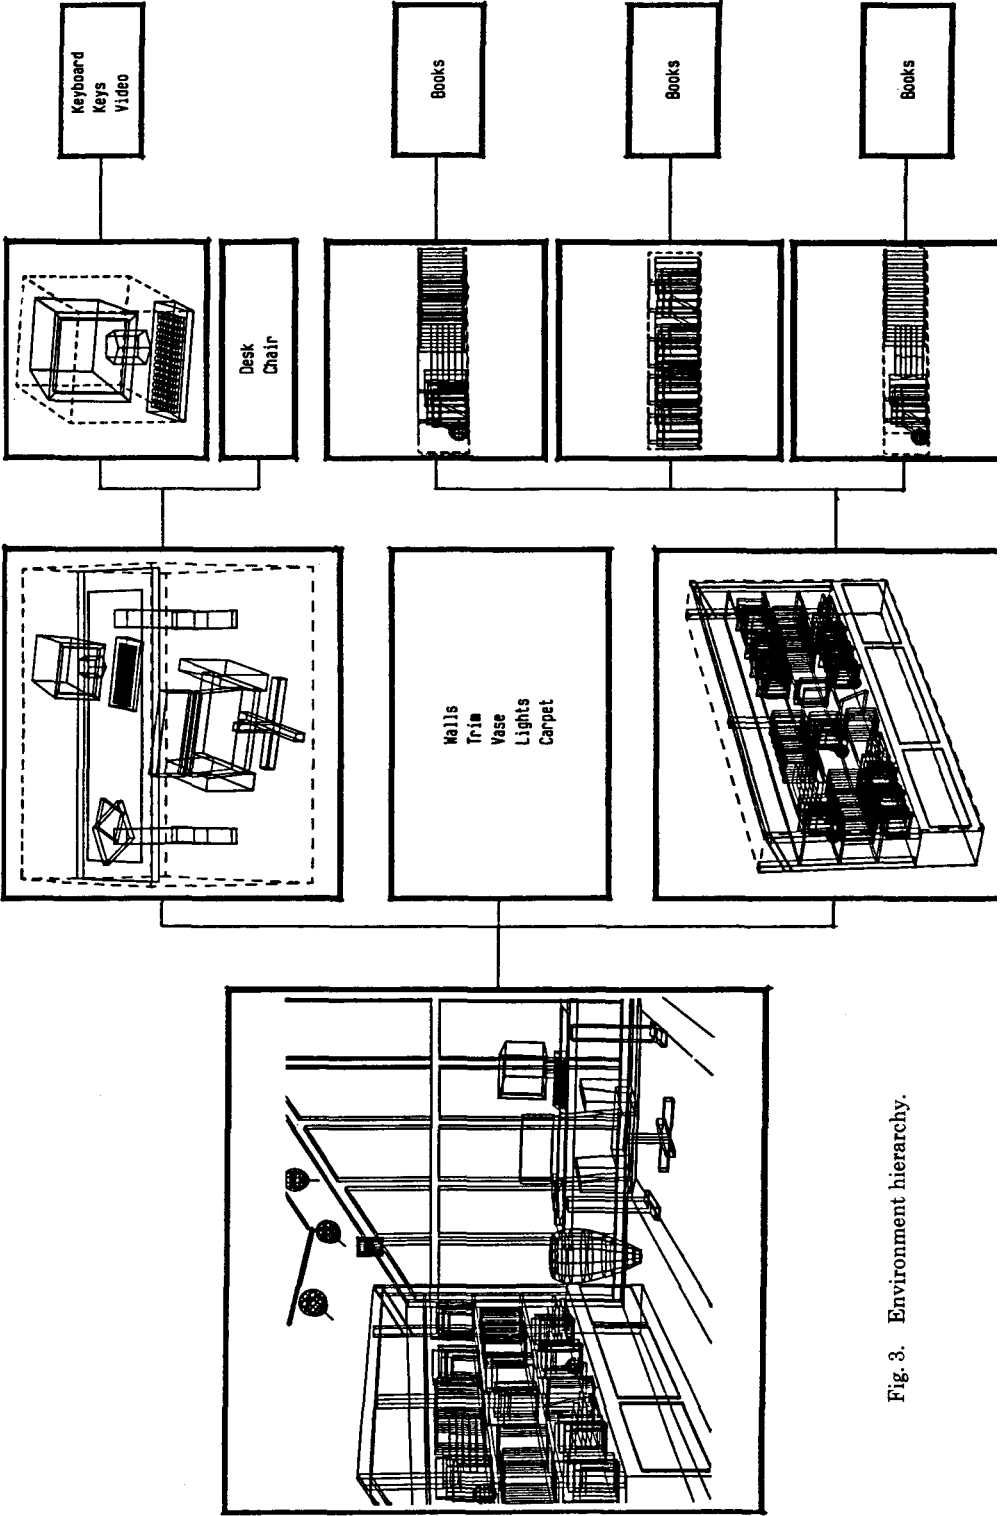 Keyboard
Keys
Video
Books
Books
Books
Desk
Chair
Walls
Trim
Vase
Lights
Carpet
Fig. 3. Environment hierarchy.